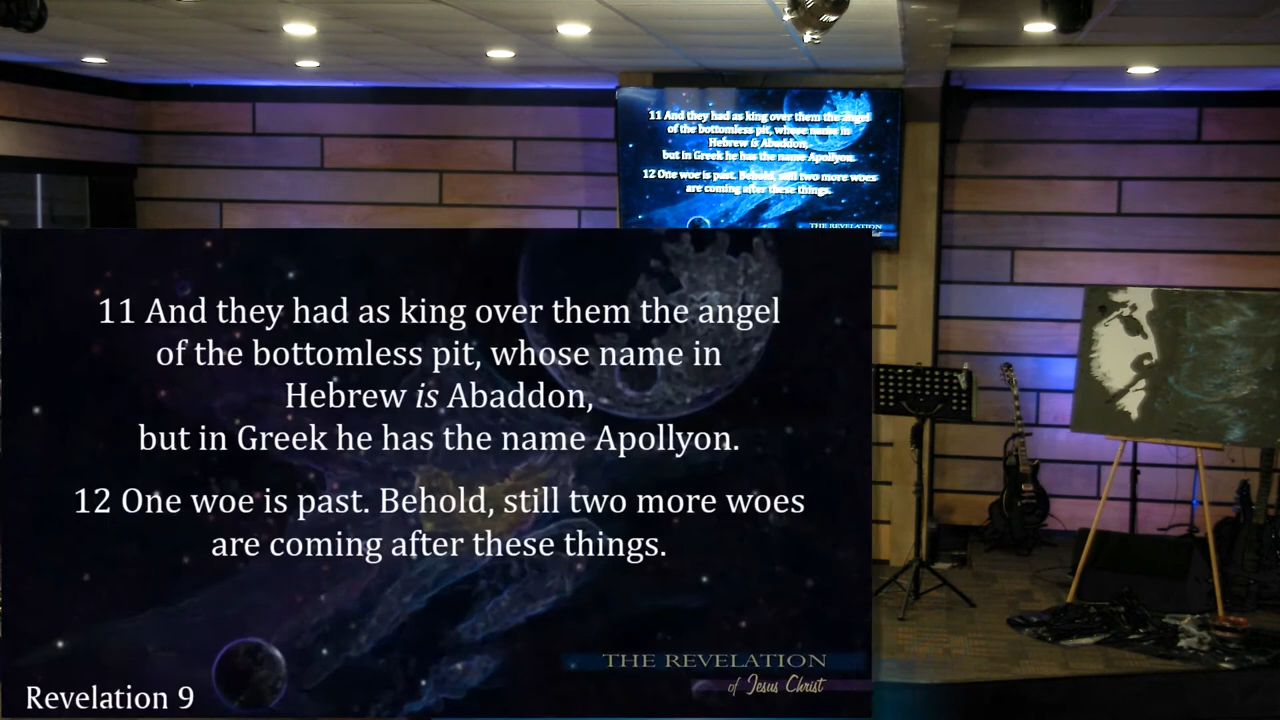 11 And they had as king over them the angel
of the bottomless pit, whose name in
Hebrew is Abaddon,
but in Greek he has the name Apollyon.
12 One woe is past. Behold, still two more woes
are coming after these things.
THE REVELATION
11 And they had as king over them the angel
of the bottomless pit, whose name in
Hebrew is Abaddon,
but in Greek he has the name Apollyon.
12 One woe is past. Behold, still two more woes
are coming after these things.
THE REVELATION
of Jesus Christ
Revelation 9